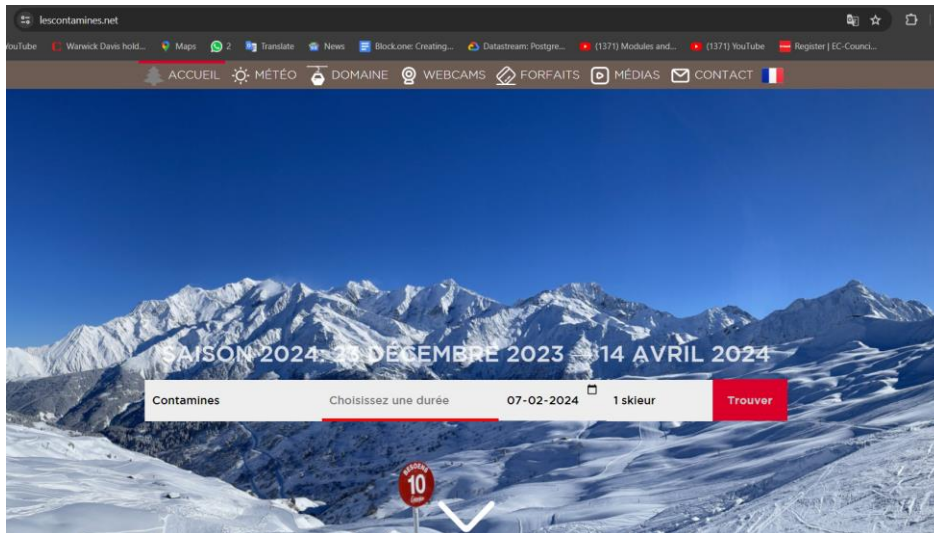 lescontamines.net
YouTube Warwick Davis hold... Maps 2 Translate News Block.one: Creating... Datastream: Postgre... (1371) Modules and... (1371) YouTube Register | EC-Counci...
ACCUEIL MÉTÉO DOMAINE WEBCAMS FORFAITS MÉDIAS CONTACT
SAISON 2024: 23 DÉCEMBRE 2023 14 AVRIL 2024
Contamines Choisissez une durée 07-02-2024 1 skieur Trouver
10